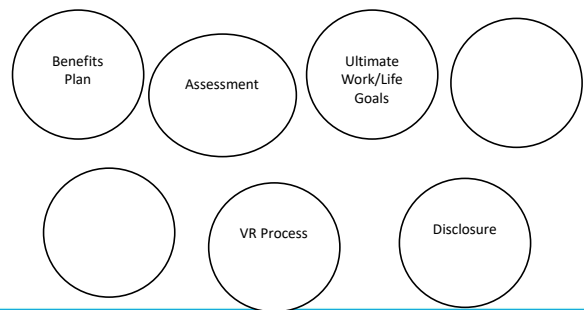 Benefits
Plan
Assessment
Ultimate
Work/Life
Goals
VR Process
Disclosure